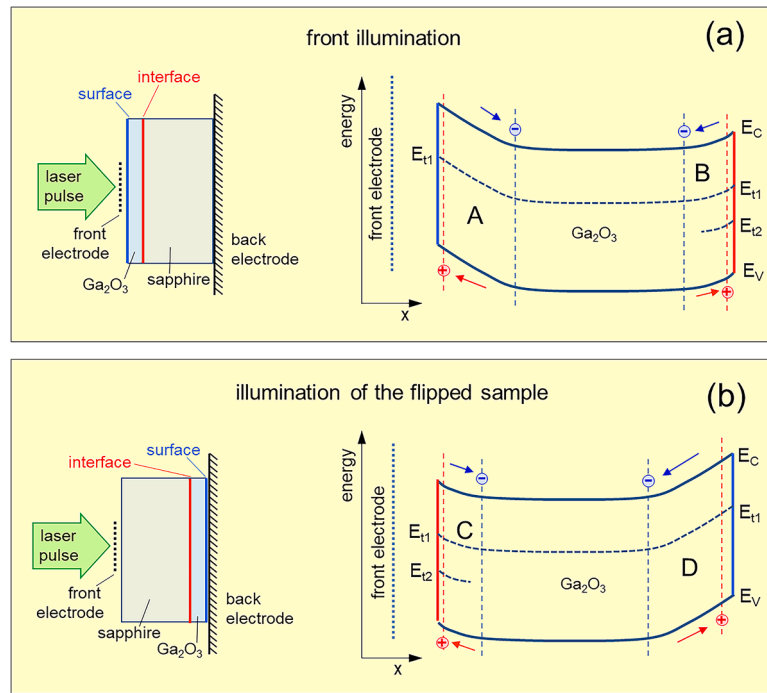 front illumination
(a)
interface
surface
laser
pulse
front
electrode
Ga2O3
sapphire
back
electrode
energy
x
front electrode
Et1
A
Ga2O3
B
EC
Et1
Et2
EV
illumination of the flipped sample
(b)
surface
interface
laser
pulse
front
electrode
sapphire
Ga2O3
back
electrode
energy
x
front electrode
Et1
Et2
C
Ga2O3
D
EC
Et1
EV